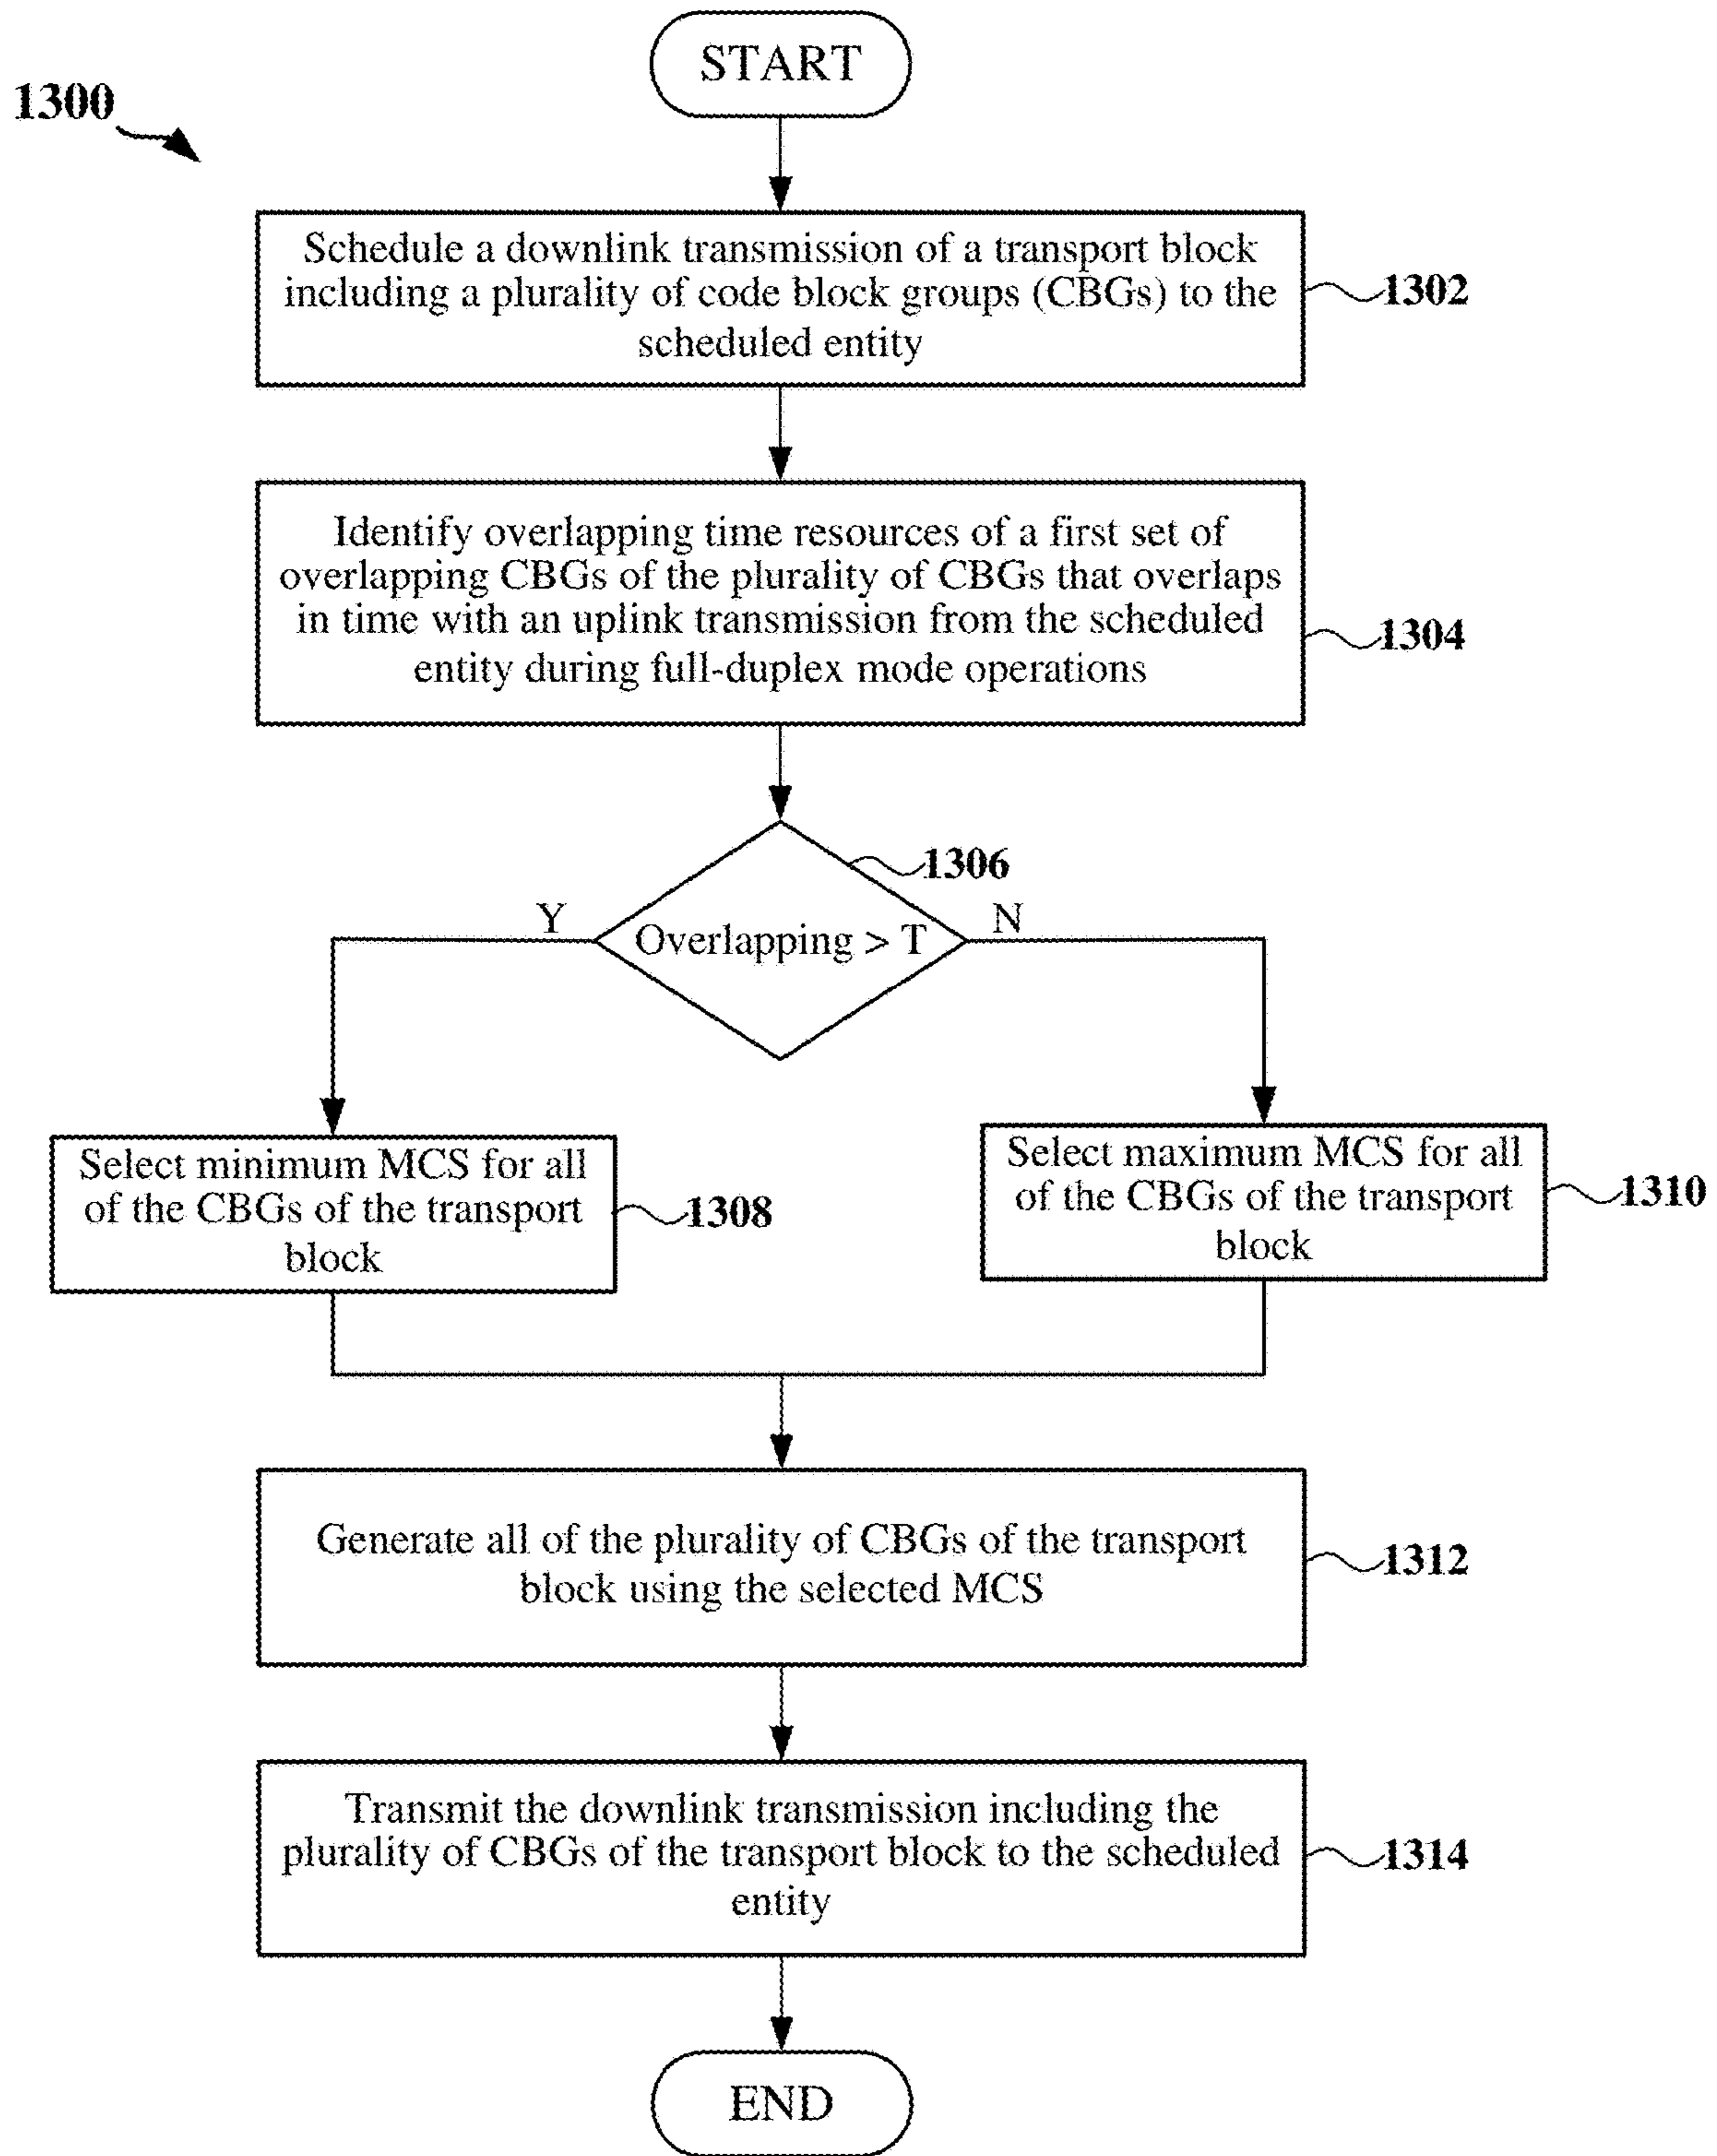 START
1300
Schedule a downlink transmission of a transport block
including a plurality of code block groups (CBGs) to the
scheduled entity
1302
Identify overlapping time resources of a first set of
overlapping CBGs of the plurality of CBGs that overlaps
in time with an uplink transmission from the scheduled
entity during full-duplex mode operations
1304
1306
Y
Overlapping > T
N
Select minimum MCS for all
of the CBGs of the transport
block
1308
Select maximum MCS for all
of the CBGs of the transport
block
1310
Generate all of the plurality of CBGs of the transport
block using the selected MCS
1312
Transmit the downlink transmission including the
plurality of CBGs of the transport block to the scheduled
entity
1314
END